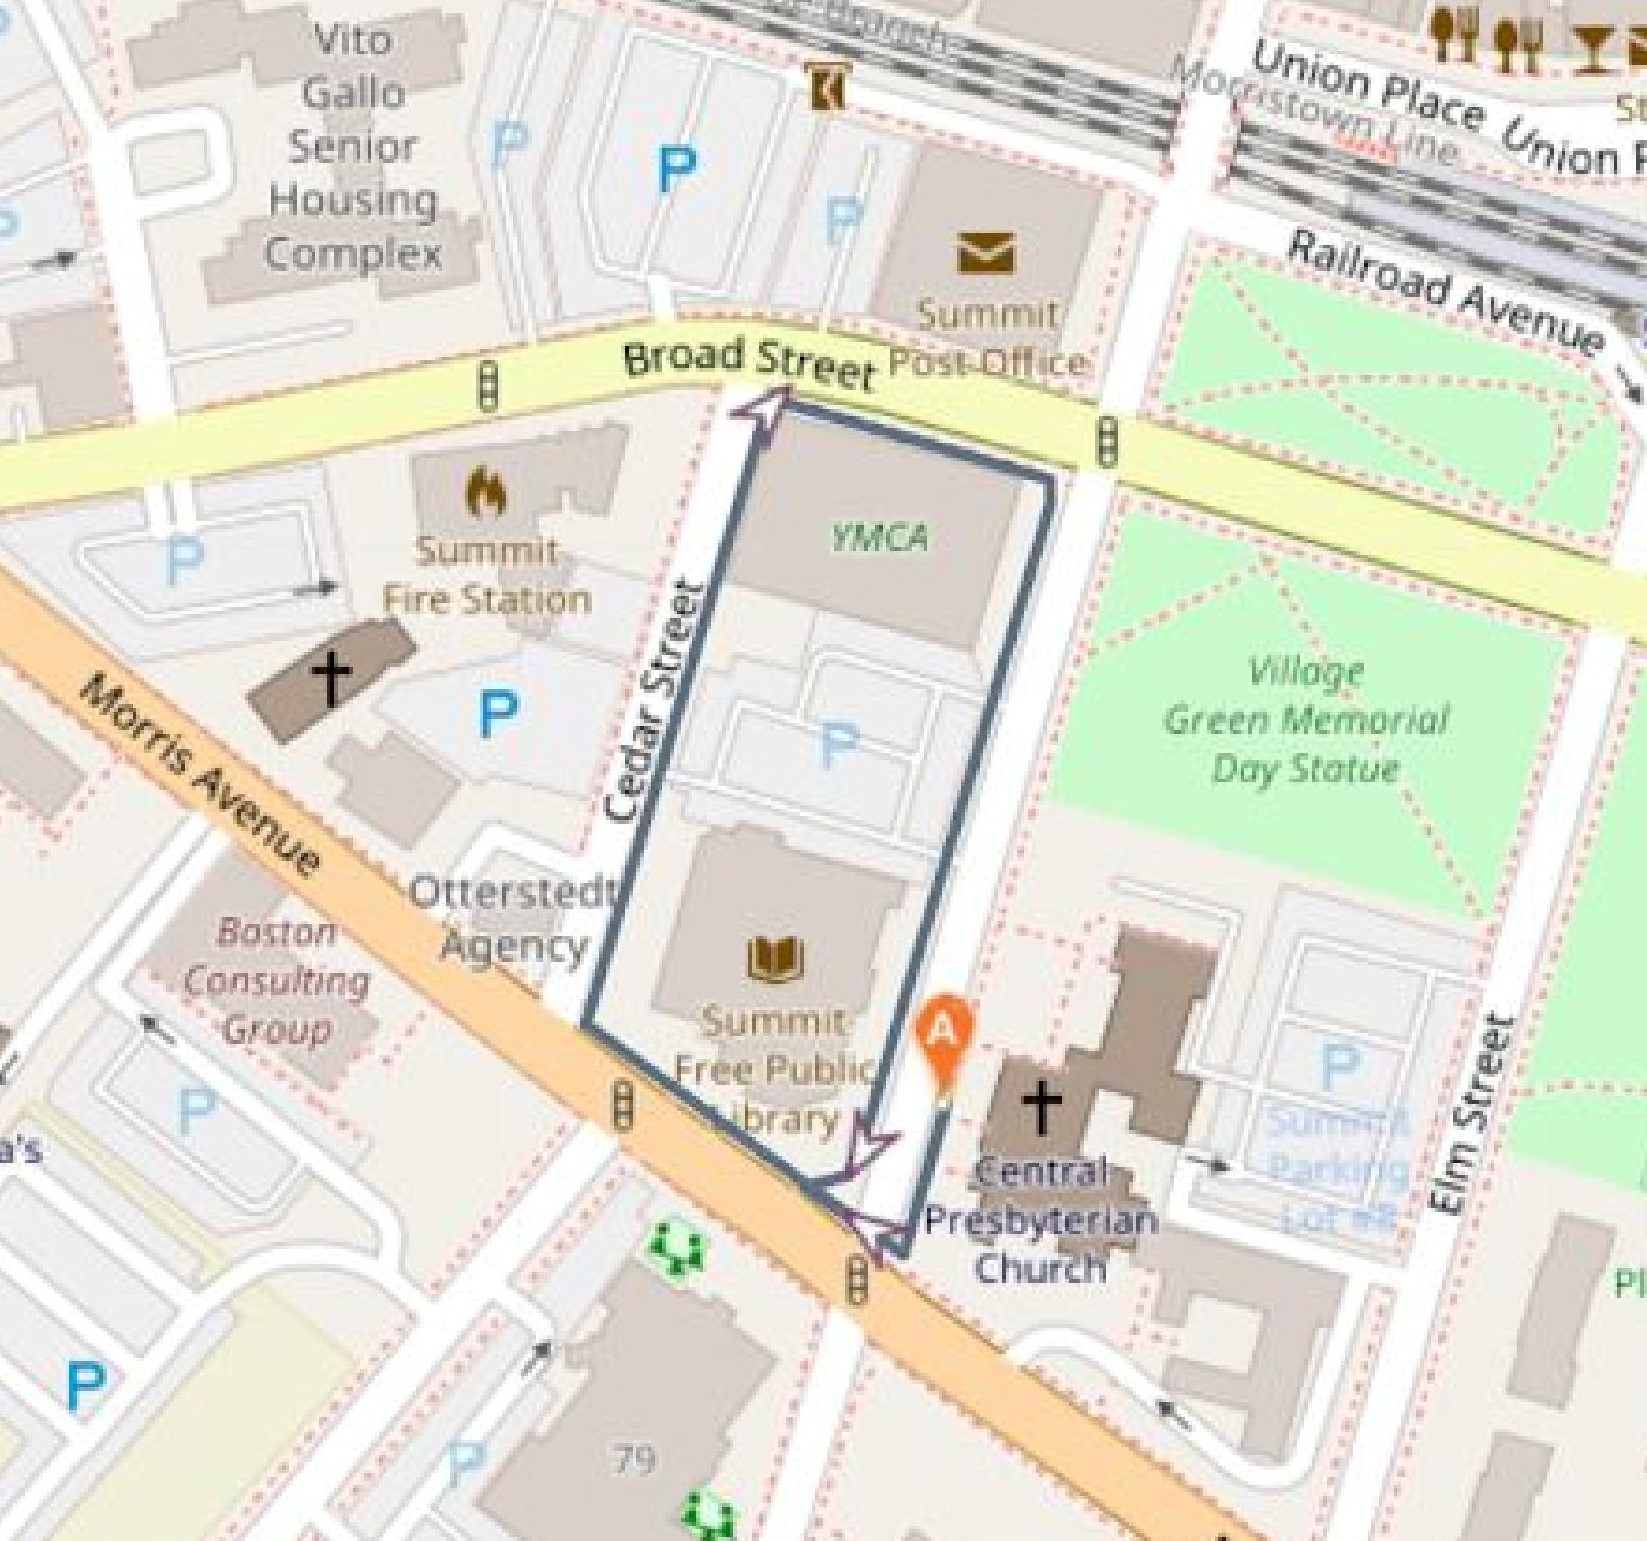 Vito
Gallo
Senior
Housing
Complex
Branch
Morristown Line
Union Place
Railroad Avenue
Summit
Post Office
Broad Street
P
P
P
P
P
YMCA
Summit
Fire Station
P
P
Cedar Street
Village
Green Memorial
Day Statue
Morris Avenue
Otterstedt
Agency
Boston
Consulting
Group
Summit
Free Public
Library
A
P
P
Summit
Parking
Lot #8
Elm Street
Central
Presbyterian
Church
a's
P
P
79